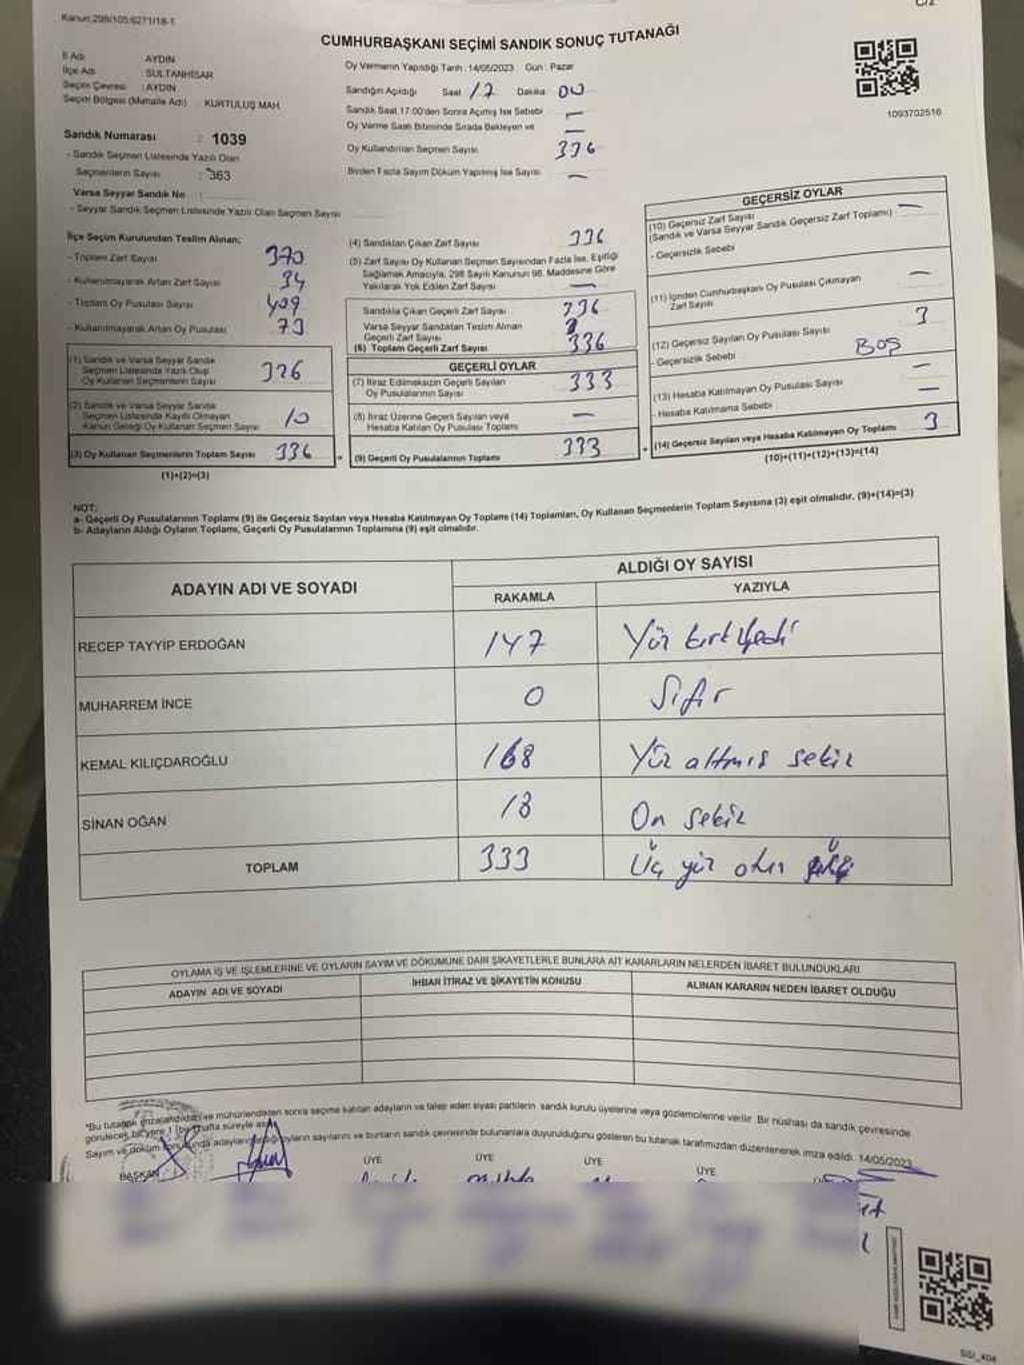 Kanun:298/105:6271/18-1
CUMHURBAŞKANI SEÇİMİ SANDIK SONUÇ TUTANAĞI
İl Adı AYDIN
İlçe Adı : SULTANHİSAR
Seçim Çevresi : AYDIN
Seçim Bölgesi (Mahalle Adı) : KURTULUŞ MAH.
Sandık Numarası : 1039
- Sandık Seçmen Listesinde Yazılı Olan
Seçmenlerin Sayısı : 363
Varsa Seyyar Sandık No :
- Seyyar Sandık Seçmen Listesinde Yazılı Olan Seçmen Sayısı
Oy Vermenin Yapıldığı Tarih : 14/05/2023 Gün : Pazar
Sandığın Açıldığı Saat 17 Dakika 00
Sandık Saat 17:00'den Sonra Açılmış İse Sebebi —
Oy Verme Saati Bitiminde Sırada Bekleyen ve —
Oy Kullandırılan Seçmen Sayısı 336
Birden Fazla Sayım Döküm Yapılmış İse Sayısı —
1093702516
İlçe Seçim Kurulundan Teslim Alınan;
- Toplam Zarf Sayısı 370
- Kullanılmayarak Artan Zarf Sayısı 34
- Toplam Oy Pusulası Sayısı 409
- Kullanılmayarak Artan Oy Pusulası 73
(1) Sandık ve Varsa Seyyar Sandık
Seçmen Listesinde Yazılı Olup
Oy Kullanan Seçmenlerin Sayısı 326
(2) Sandık ve Varsa Seyyar Sandık
Seçmen Listesinde Kayıtlı Olmayan
Kanun Gereği Oy Kullanan Seçmen Sayısı 10
(3) Oy Kullanan Seçmenlerin Toplam Sayısı 336
(1)+(2)=(3)
(4) Sandıktan Çıkan Zarf Sayısı 336
(5) Zarf Sayısı Oy Kullanan Seçmen Sayısından Fazla İse, Eşitliği
Sağlamak Amacıyla, 298 Sayılı Kanunun 98. Maddesine Göre
Yakılarak Yok Edilen Zarf Sayısı —
Sandıkta Çıkan Geçerli Zarf Sayısı 336
Varsa Seyyar Sandıktan Teslim Alınan
Geçerli Zarf Sayısı
(6) Toplam Geçerli Zarf Sayısı 336
GEÇERLİ OYLAR
(7) İtiraz Edilmeksizin Geçerli Sayılan
Oy Pusulalarının Sayısı 333
(8) İtiraz Üzerine Geçerli Sayılan veya
Hesaba Katılan Oy Pusulası Toplamı —
(9) Geçerli Oy Pusulalarının Toplamı 333
GEÇERSİZ OYLAR
(10) Geçersiz Zarf Sayısı —
(Sandık ve Varsa Seyyar Sandık Geçersiz Zarf Toplamı)
- Geçersizlik Sebebi
(11) İçinden Cumhurbaşkanı Oy Pusulası Çıkmayan —
Zarf Sayısı
(12) Geçersiz Sayılan Oy Pusulası Sayısı 3
- Geçersizlik Sebebi BOŞ
(13) Hesaba Katılmayan Oy Pusulası Sayısı —
- Hesaba Katılmama Sebebi —
(14) Geçersiz Sayılan veya Hesaba Katılmayan Oy Toplamı 3
(10)+(11)+(12)+(13)=(14)
NOT:
a- Geçerli Oy Pusulalarının Toplamı (9) ile Geçersiz Sayılan veya Hesaba Katılmayan Oy Toplamı (14) Toplamları, Oy Kullanan Seçmenlerin Toplam Sayısına (3) eşit olmalıdır. (9)+(14)=(3)
b- Adayların Aldığı Oyların Toplamı, Geçerli Oy Pusulalarının Toplamına (9) eşit olmalıdır.
ADAYIN ADI VE SOYADI ALDIĞI OY SAYISI
RAKAMLA YAZIYLA
RECEP TAYYİP ERDOĞAN 147 Yüz kırk yedi
MUHARREM İNCE 0 Sıfır
KEMAL KILIÇDAROĞLU 168 Yüz altmış sekiz
SİNAN OĞAN 18 On sekiz
TOPLAM 333 Üç yüz otuz üç
OYLAMA İŞ VE İŞLEMLERİNE VE OYLARIN SAYIM VE DÖKÜMÜNE DAİR ŞİKAYETLERLE BUNLARA AİT KARARLARIN NELERDEN İBARET BULUNDUKLARI
ADAYIN ADI VE SOYADI İHBAR İTİRAZ VE ŞİKAYETİN KONUSU ALINAN KARARIN NEDEN İBARET OLDUĞU
*Bu tutanak imzalandıktan ve mühürlendikten sonra seçime katılan adayların ve talep eden siyasi partilerin sandık kurulu üyelerine veya gözlemcilerine verilir. Bir nüshası da sandık çevresinde
görülecek bir yere 1 (bir) hafta süreyle asılır.
Sayım ve döküm sonucunda adayların aldığı oyların sayılarını ve bunların sandık çevresinde bulunanlara duyurulduğunu gösteren bu tutanak tarafımızdan düzenlenerek imza edildi. 14/05/2023
BAŞKAN ÜYE ÜYE ÜYE ÜYE